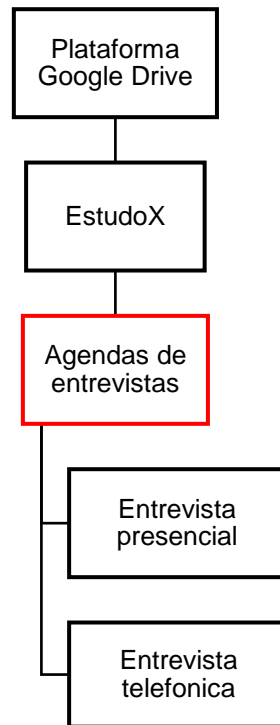 Plataforma
Google Drive
EstudoX
Agendas de
entrevistas
Entrevista
presencial
Entrevista
telefonica